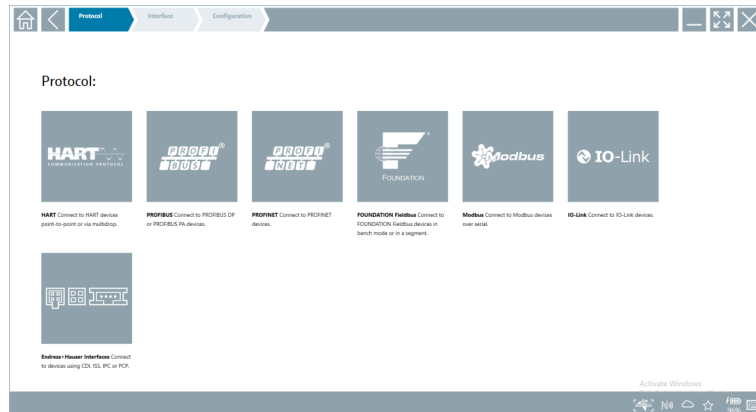 Protocol Interface Configuration
Protocol:
HART
COMMUNICATION PROTOCOL
PROFI®
BUS
PROFI®
NET
FOUNDATION
Modbus
IO-Link
HART Connect to HART devices
point-to-point or via multidrop.
PROFIBUS Connect to PROFIBUS DP
or PROFIBUS PA devices.
PROFINET Connect to PROFINET
devices.
FOUNDATION Fieldbus Connect to
FOUNDATION Fieldbus devices in
bench mode or in a segment.
Modbus Connect to Modbus devices
over serial.
IO-Link Connect to IO-Link devices.
Endress+Hauser Interfaces Connect
to devices using CDI, ISS, IPC or PCP.
Activate Windows